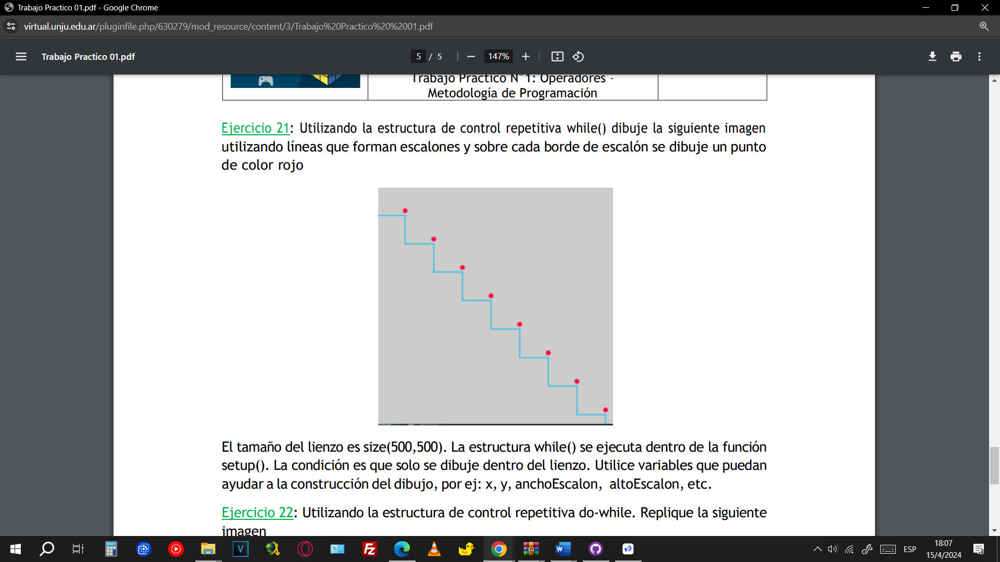 Trabajo Practico 01.pdf - Google Chrome
virtual.unju.edu.ar/pluginfile.php/630279/mod_resource/content/3/Trabajo%20Practico%20%2001.pdf
Trabajo Practico 01.pdf
5 / 5
147%
Trabajo Practico N°1: Operadores –
Metodología de Programación
Ejercicio 21: Utilizando la estructura de control repetitiva while() dibuje la siguiente imagen
utilizando líneas que forman escalones y sobre cada borde de escalón se dibuje un punto
de color rojo
El tamaño del lienzo es size(500,500). La estructura while() se ejecuta dentro de la función
setup(). La condición es que solo se dibuje dentro del lienzo. Utilice variables que puedan
ayudar a la construcción del dibujo, por ej: x, y, anchoEscalon, altoEscalon, etc.
Ejercicio 22: Utilizando la estructura de control repetitiva do-while. Replique la siguiente
imagen
ESP
18:07
15/4/2024